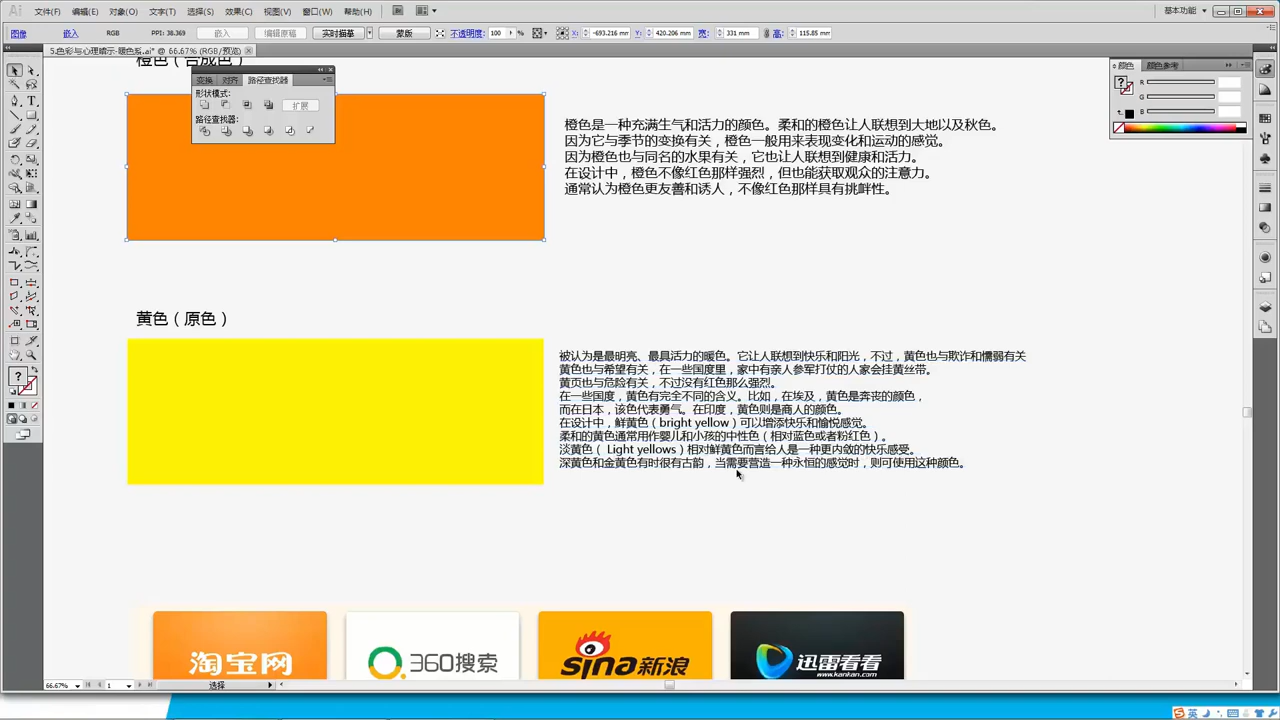 Ai 文件(F) 编辑(E) 对象(O) 文字(T) 选择(S) 效果(C) 视图(V) 窗口(W) 帮助(H) Br 基本功能
图像 嵌入 RGB PPI: 38.369 嵌入 编辑原稿 实时描摹 蒙版 不透明度: 100 % X: -693.216 mm Y: 420.206 mm 宽: 331 mm 高: 115.85 mm
5.色彩与心理暗示-暖色系.ai* @ 66.67% (RGB/预览)
橙色（合成色）
变换 对齐 路径查找器
形状模式:
扩展
路径查找器:
颜色 颜色参考
R
G
B
橙色是一种充满生气和活力的颜色。柔和的橙色让人联想到大地以及秋色。
因为它与季节的变换有关，橙色一般用来表现变化和运动的感觉。
因为橙色也与同名的水果有关，它也让人联想到健康和活力。
在设计中，橙色不像红色那样强烈，但也能获取观众的注意力。
通常认为橙色更友善和诱人，不像红色那样具有挑衅性。
黄色（原色）
被认为是最明亮、最具活力的暖色。它让人联想到快乐和阳光，不过，黄色也与欺诈和懦弱有关
黄色也与希望有关，在一些国度里，家中有亲人参军打仗的人家会挂黄丝带。
黄页也与危险有关，不过没有红色那么强烈。
在一些国度，黄色有完全不同的含义。比如，在埃及，黄色是奔丧的颜色，
而在日本，该色代表勇气。在印度，黄色则是商人的颜色。
在设计中，鲜黄色（bright yellow）可以增添快乐和愉悦感觉。
柔和的黄色通常用作婴儿和小孩的中性色（相对蓝色或者粉红色）。
淡黄色（ Light yellows）相对鲜黄色而言给人是一种更内敛的快乐感受。
深黄色和金黄色有时很有古韵，当需要营造一种永恒的感觉时，则可使用这种颜色。
淘宝网
360搜索
sina新浪
迅雷看看
www.kankan.com
66.67% 1 选择
英